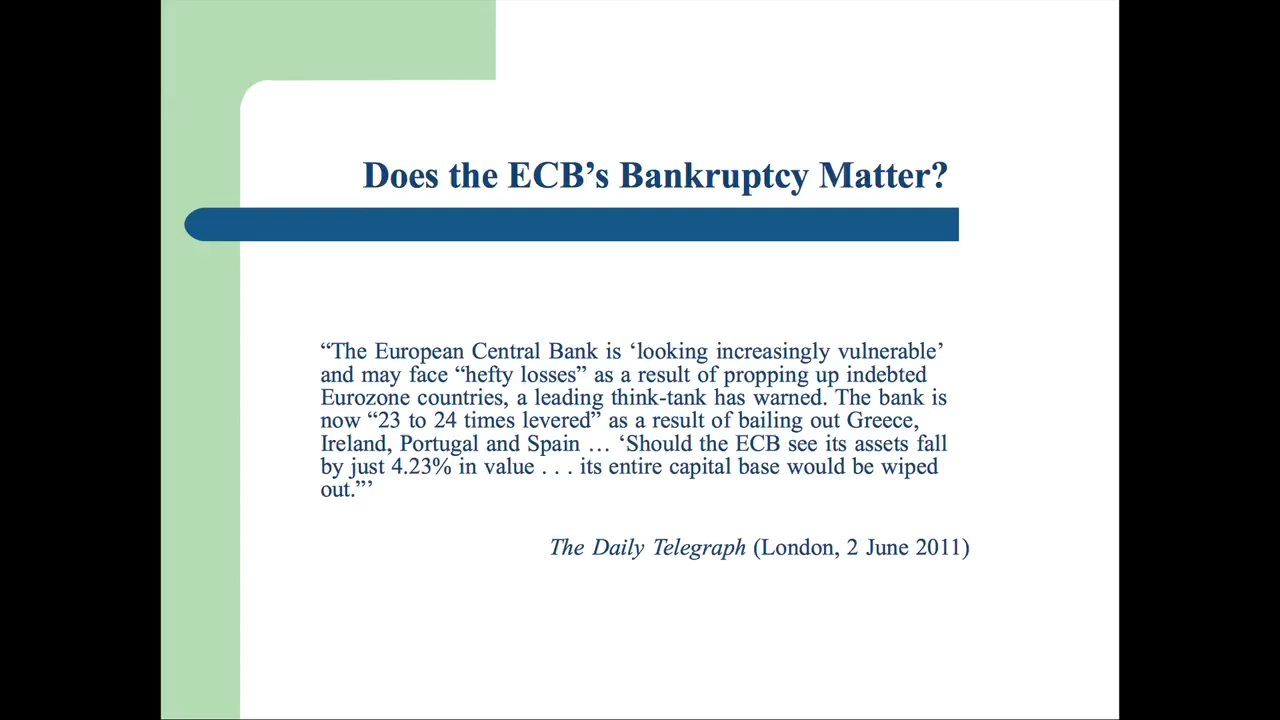 Does the ECB’s Bankruptcy Matter?
“The European Central Bank is ‘looking increasingly vulnerable’
and may face “hefty losses” as a result of propping up indebted
Eurozone countries, a leading think-tank has warned. The bank is
now “23 to 24 times levered” as a result of bailing out Greece,
Ireland, Portugal and Spain … ‘Should the ECB see its assets fall
by just 4.23% in value . . . its entire capital base would be wiped
out.”’
The Daily Telegraph (London, 2 June 2011)